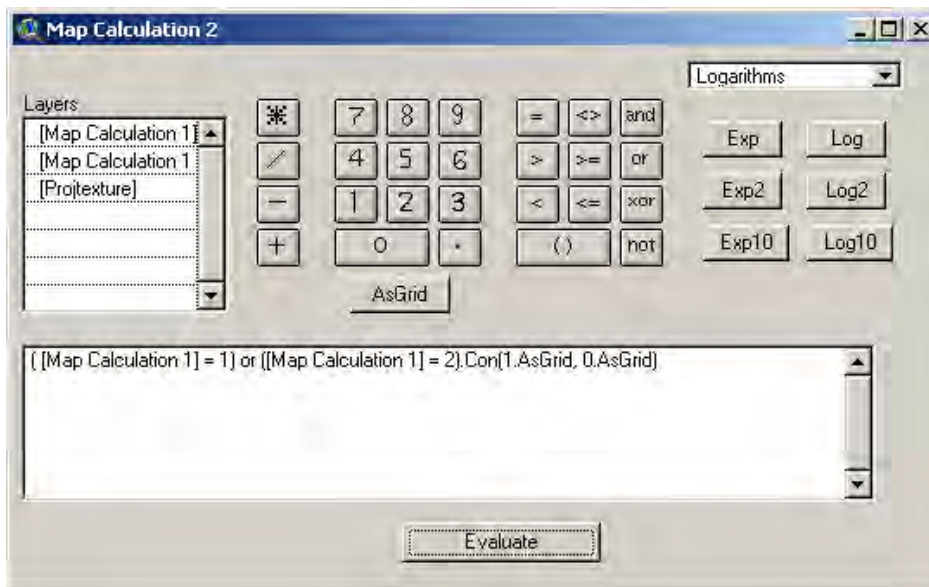 Map Calculation 2
Logarithms
Layers
[Map Calculation 1]
[Map Calculation 1
[Projtexture]
* 7 8 9 = <> and
/ 4 5 6 > >= or
- 1 2 3 < <= xor
+ 0 . ( ) not
AsGrid
Exp Log
Exp2 Log2
Exp10 Log10
( [Map Calculation 1] = 1) or ([Map Calculation 1] = 2).Con(1.AsGrid, 0.AsGrid)
Evaluate